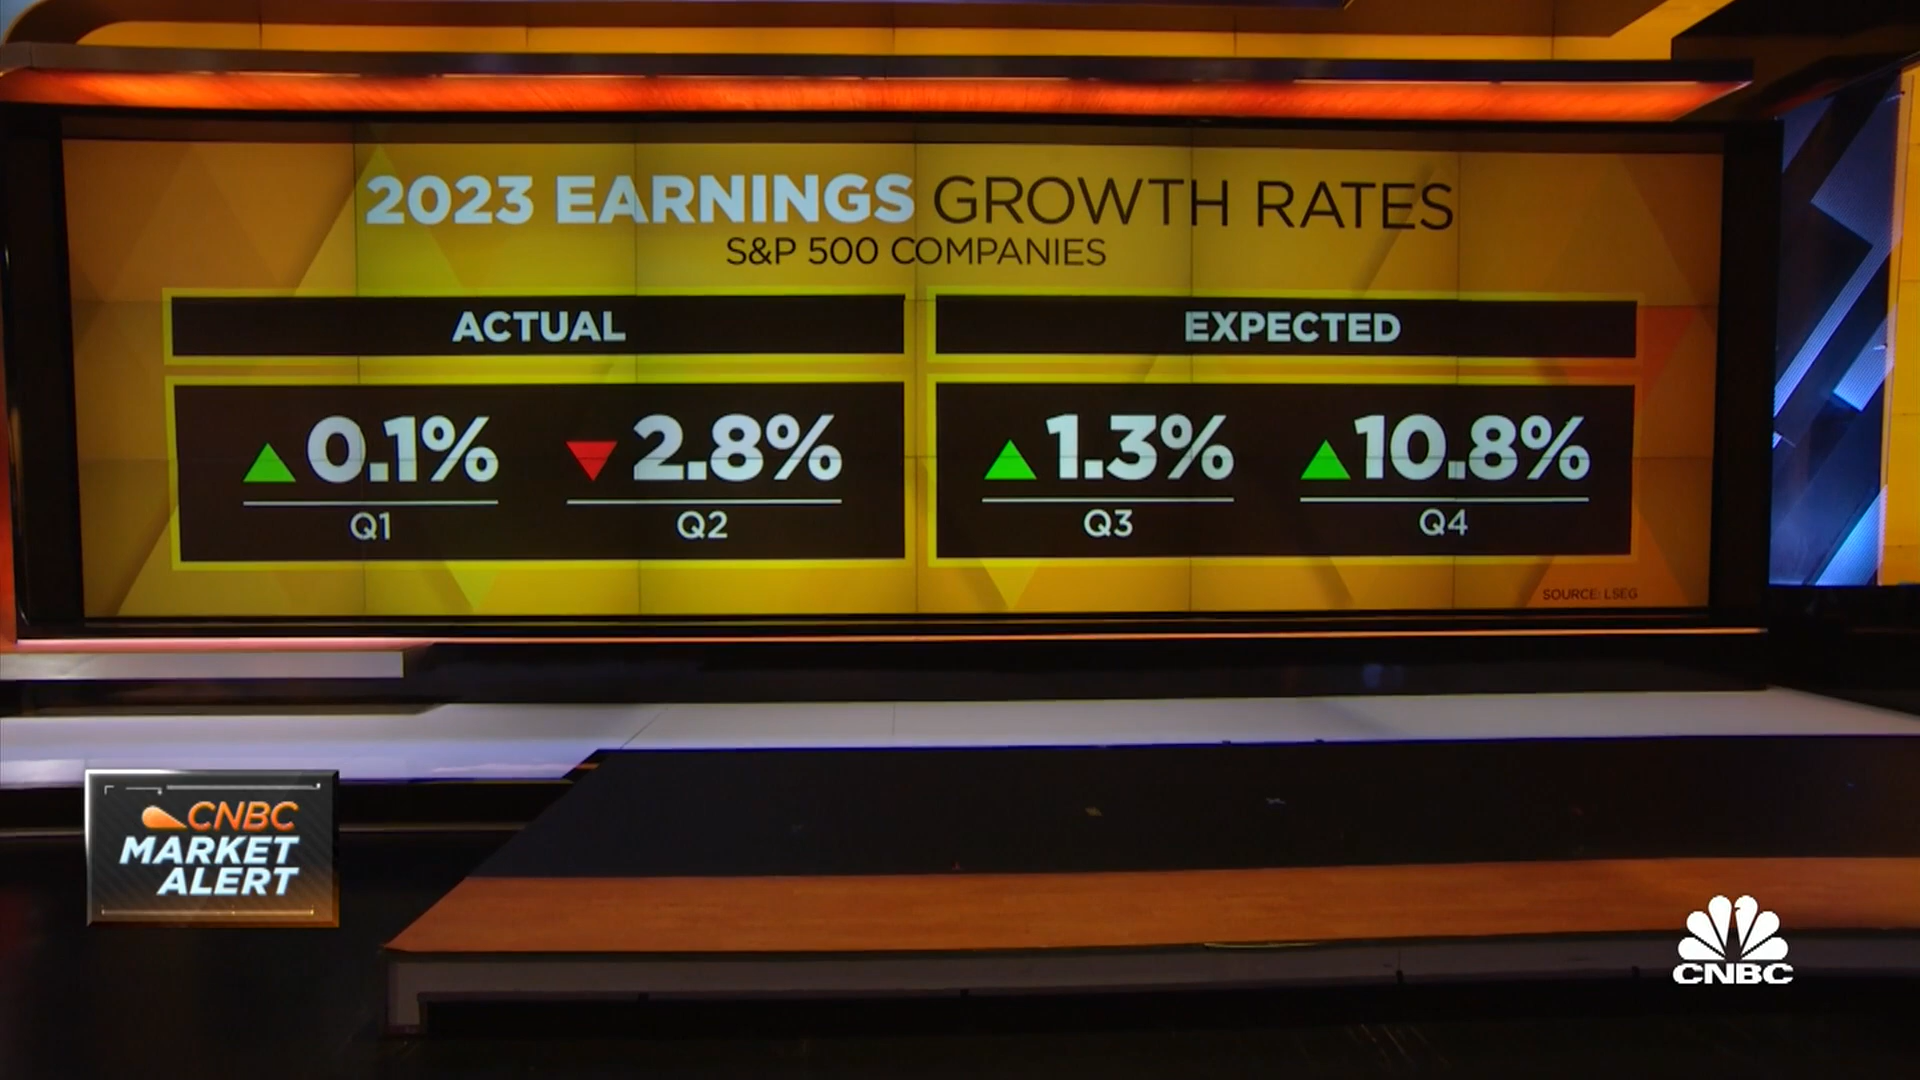 2023 EARNINGS GROWTH RATES
S&P 500 COMPANIES
ACTUAL
0.1%
Q1
2.8%
Q2
EXPECTED
1.3%
Q3
10.8%
Q4
SOURCE: LSEG
CNBC
MARKET
ALERT
CNBC